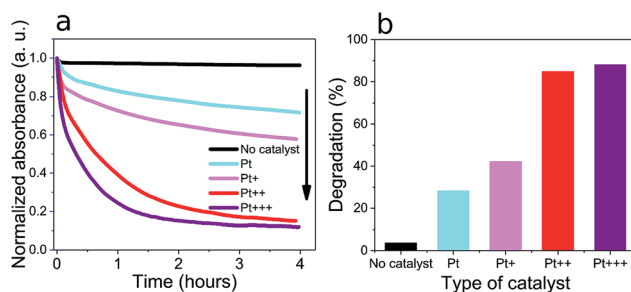 a
Normalized absorbance (a. u.)
1.0
0.8
0.6
0.4
0.2
0.0
No catalyst
Pt
Pt+
Pt++
Pt+++
0
1
2
3
4
Time (hours)
b
Degradation (%)
100
80
60
40
20
0
No catalyst
Pt
Pt+
Pt++
Pt+++
Type of catalyst